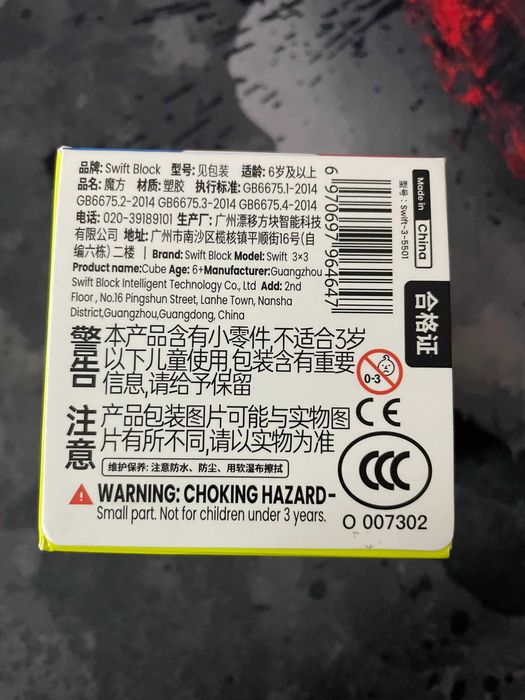 品牌: Swift Block 型号: 见包装 适龄: 6岁及以上
品名: 魔方 材质: 塑胶 执行标准: GB6675.1-2014
GB6675.2-2014 GB6675.3-2014 GB6675.4-2014
电话: 020-39189101 生产厂: 广州漂移方块智能科技
有限公司 地址: 广州市南沙区榄核镇平顺街16号(自
编六栋) 二楼 | Brand: Swift Block Model: Swift 3×3
Product name:Cube Age: 6+Manufacturer:Guangzhou
Swift Block Intelligent Technology Co., Ltd Add: 2nd
Floor , No.16 Pingshun Street, Lanhe Town, Nansha
District,Guangzhou,Guangdong, China
6970697964647
型号: Swift-3-5501
Made in China
合格证
警告
本产品含有小零件,不适合3岁
以下儿童使用,包装含有重要
信息,请给予保留
0-3
注意
产品包装图片可能与实物图
片有所不同,请以实物为准
CE
维护保养: 注意防水、防尘、用软湿布擦拭
CCC
WARNING: CHOKING HAZARD-
Small part. Not for children under 3 years.
O 007302